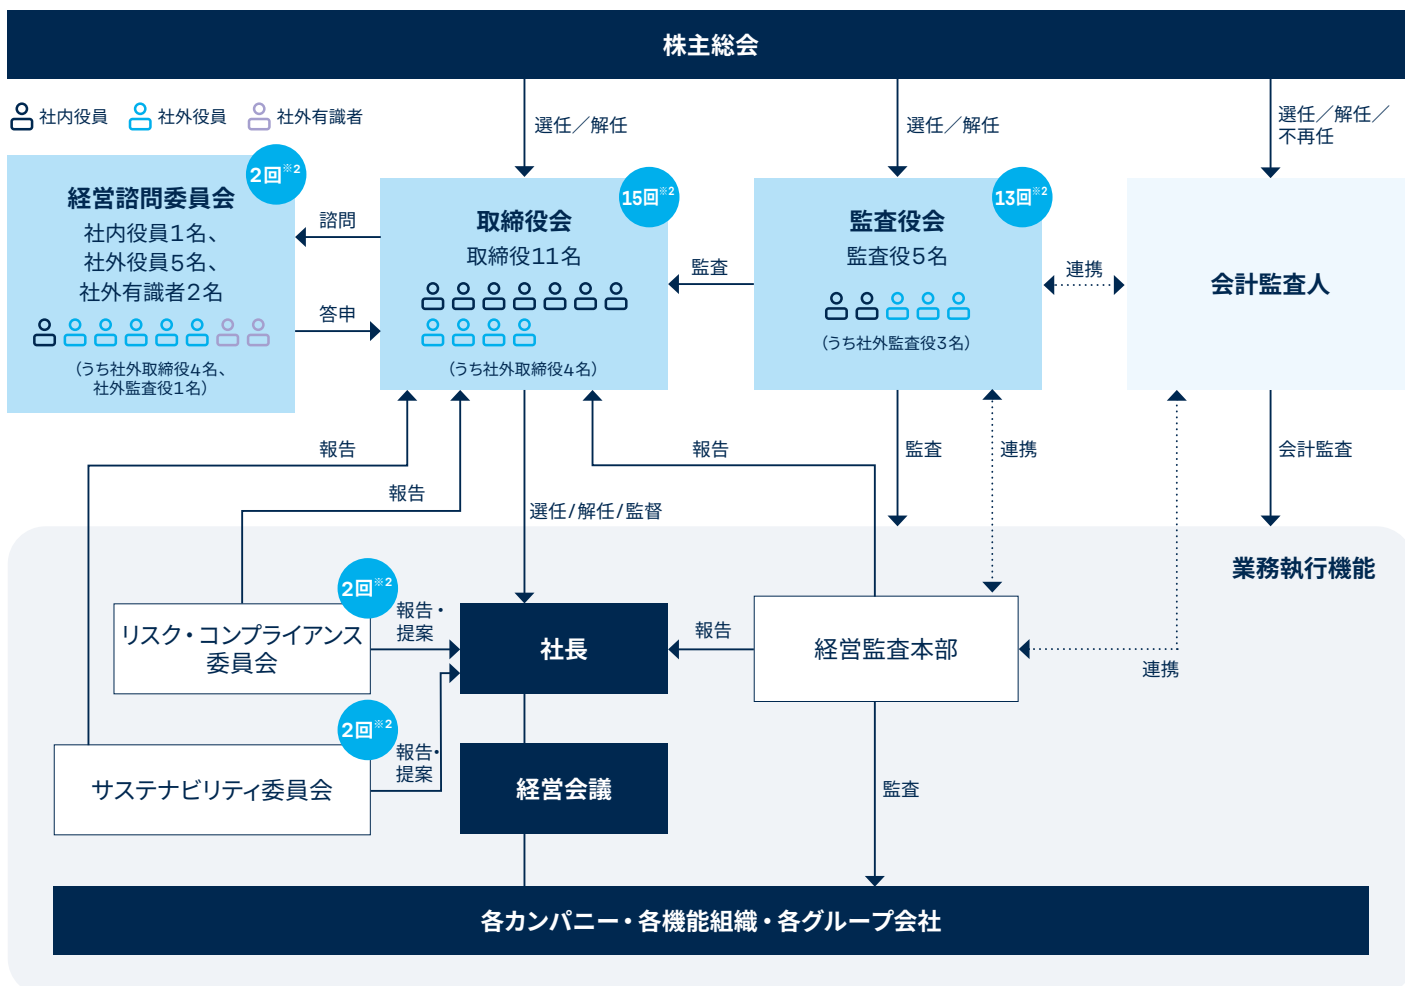 株主総会
社内役員
社外役員
社外有識者
選任／解任
選任／解任
選任／解任／
不再任
2回※2
経営諮問委員会
社内役員1名、
社外役員5名、
社外有識者2名
（うち社外取締役4名、
社外監査役1名）
諮問
答申
15回※2
取締役会
取締役11名
（うち社外取締役4名）
監査
13回※2
監査役会
監査役5名
（うち社外監査役3名）
連携
会計監査人
報告
報告
選任/解任/監督
報告
監査
連携
会計監査
業務執行機能
2回※2
リスク・コンプライアンス
委員会
報告・
提案
社長
報告
経営監査本部
連携
2回※2
サステナビリティ委員会
報告・
提案
経営会議
監査
各カンパニー・各機能組織・各グループ会社